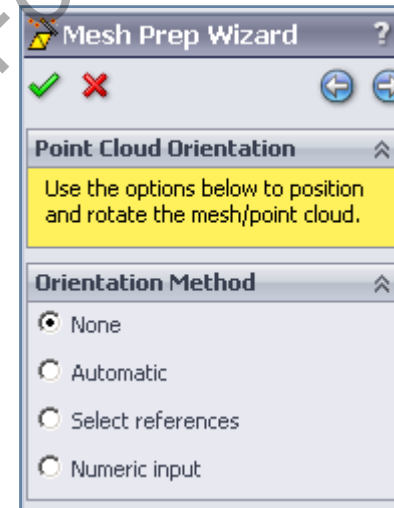 Mesh Prep Wizard ?
Point Cloud Orientation
Use the options below to position
and rotate the mesh/point cloud.
Orientation Method
None
Automatic
Select references
Numeric input